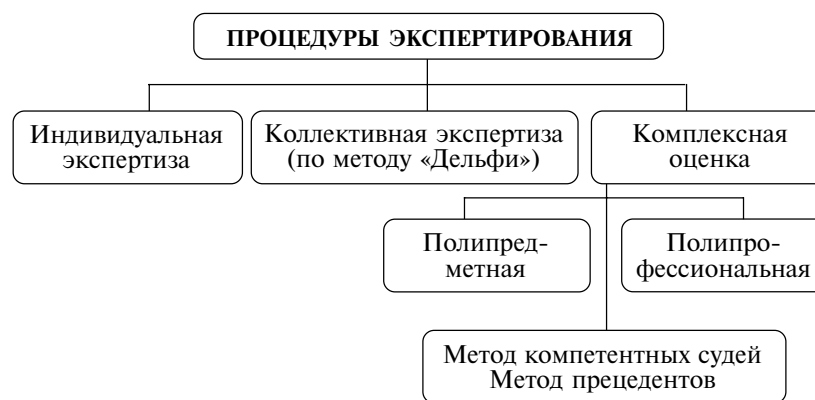 ПРОЦЕДУРЫ ЭКСПЕРТИРОВАНИЯ
Индивидуальная
экспертиза
Коллективная экспертиза
(по методу «Дельфи»)
Комплексная
оценка
Полипред-
метная
Полипро-
фессиональная
Метод компетентных судей
Метод прецедентов